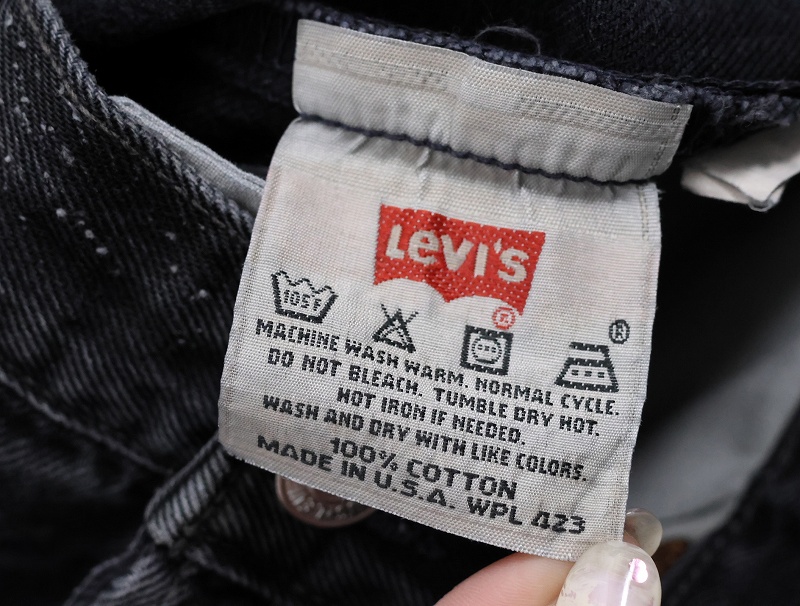 Levi's
®
105F
®
MACHINE WASH WARM. NORMAL CYCLE.
DO NOT BLEACH. TUMBLE DRY HOT.
HOT IRON IF NEEDED.
WASH AND DRY WITH LIKE COLORS.
100% COTTON
MADE IN U.S.A. WPL 423